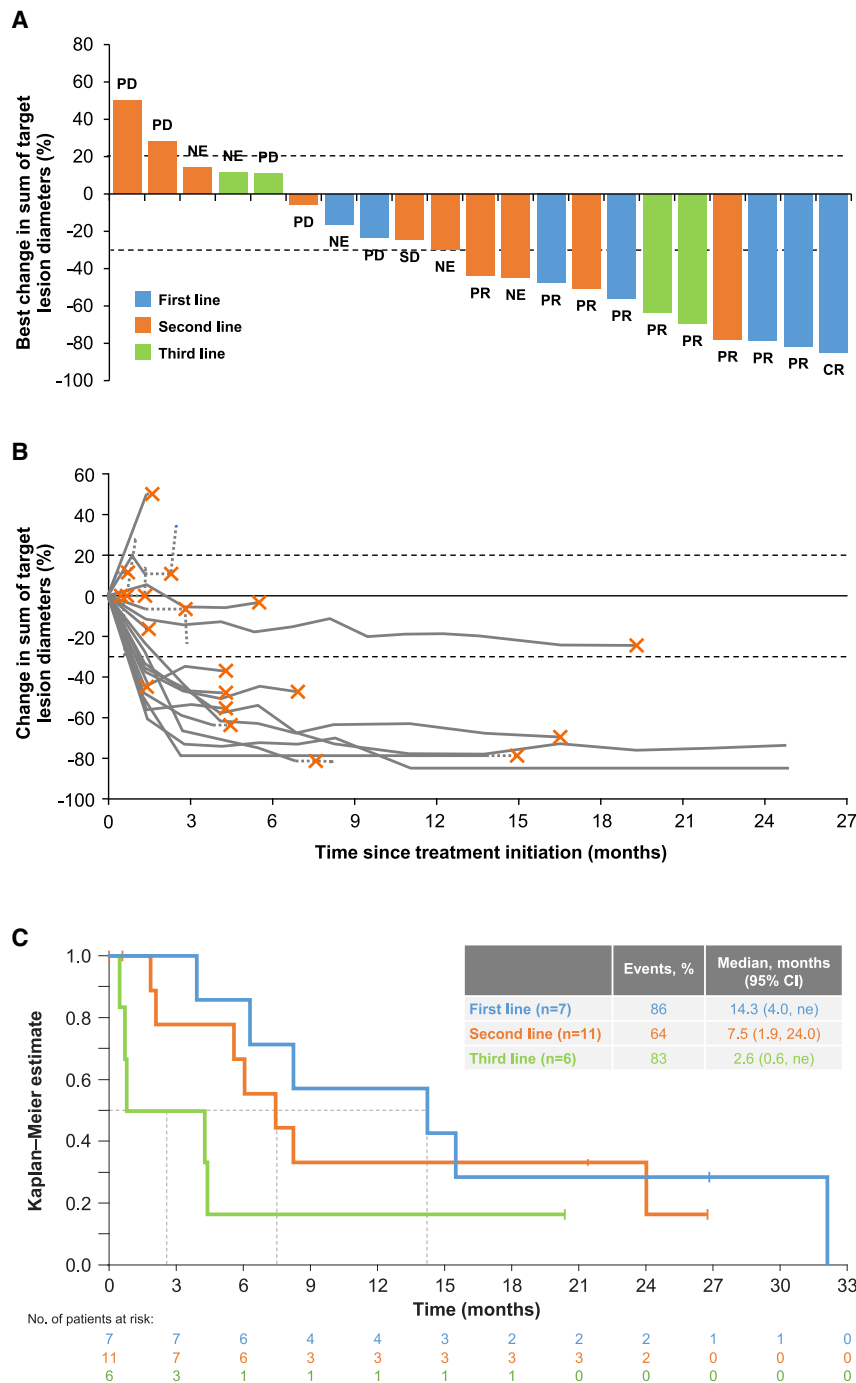 A
Best change in sum of target
lesion diameters (%)
80
60
40
20
0
-20
-40
-60
-80
-100
PD
PD
NE
NE
PD
PD
NE
PD
SD
NE
PR
NE
PR
PR
PR
PR
PR
PR
PR
PR
CR
First line
Second line
Third line
B
Change in sum of target
lesion diameters (%)
60
40
20
0
-20
-40
-60
-80
-100
0 3 6 9 12 15 18 21 24 27
Time since treatment initiation (months)
C
Kaplan–Meier estimate
1.0
0.8
0.6
0.4
0.2
0.0
Events, % Median, months
(95% CI)
First line (n=7) 86 14.3 (4.0, ne)
Second line (n=11) 64 7.5 (1.9, 24.0)
Third line (n=6) 83 2.6 (0.6, ne)
0 3 6 9 12 15 18 21 24 27 30 33
Time (months)
No. of patients at risk:
7 7 6 4 4 3 2 2 2 1 1 0
11 7 6 3 3 3 3 3 2 0 0 0
6 3 1 1 1 1 1 0 0 0 0 0